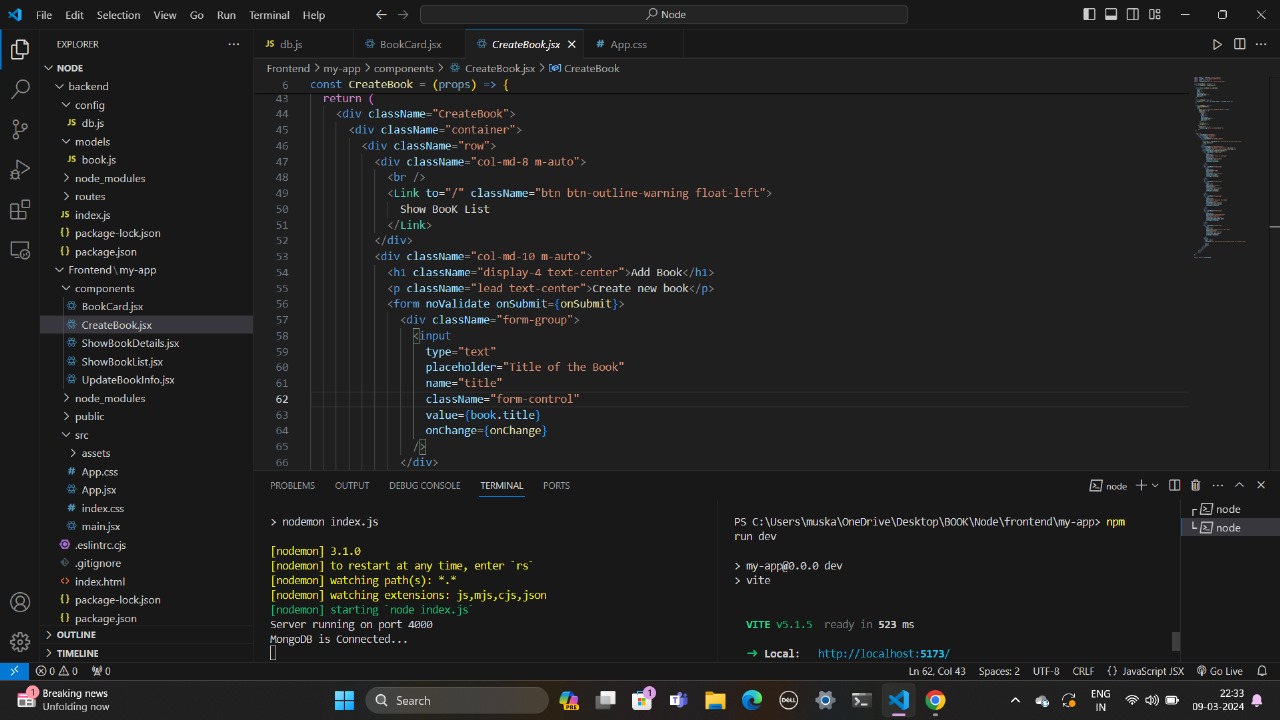 File Edit Selection View Go Run Terminal Help
Node
EXPLORER
NODE
backend
config
db.js
models
book.js
node_modules
routes
index.js
package-lock.json
package.json
Frontend\my-app
components
BookCard.jsx
CreateBook.jsx
ShowBookDetails.jsx
ShowBookList.jsx
UpdateBookInfo.jsx
node_modules
public
src
assets
App.css
App.jsx
index.css
main.jsx
.eslintrc.cjs
.gitignore
index.html
package-lock.json
package.json
OUTLINE
TIMELINE
db.js BookCard.jsx CreateBook.jsx App.css
Frontend > my-app > components > CreateBook.jsx > CreateBook
6 const CreateBook = (props) => {
43 return (
44 <div className="CreateBook">
45 <div className="container">
46 <div className="row">
47 <div className="col-md-8 m-auto">
48 <br />
49 <Link to="/" className="btn btn-outline-warning float-left">
50 Show BooK List
51 </Link>
52 </div>
53 <div className="col-md-10 m-auto">
54 <h1 className="display-4 text-center">Add Book</h1>
55 <p className="lead text-center">Create new book</p>
56 <form noValidate onSubmit={onSubmit}>
57 <div className="form-group">
58 <input
59 type="text"
60 placeholder="Title of the Book"
61 name="title"
62 className="form-control"
63 value={book.title}
64 onChange={onChange}
65 />
66 </div>
PROBLEMS OUTPUT DEBUG CONSOLE TERMINAL PORTS
node
> nodemon index.js
[nodemon] 3.1.0
[nodemon] to restart at any time, enter `rs`
[nodemon] watching path(s): *.*
[nodemon] watching extensions: js,mjs,cjs,json
[nodemon] starting `node index.js`
Server running on port 4000
MongoDB is Connected...
PS C:\Users\muska\OneDrive\Desktop\BOOK\Node\frontend\my-app> npm
run dev
> my-app@0.0.0 dev
> vite
VITE v5.1.5 ready in 523 ms
➜ Local: http://localhost:5173/
node
node
0 0 0 Ln 62, Col 43 Spaces: 2 UTF-8 CRLF {} JavaScript JSX Go Live
1 Breaking news
Unfolding now
Search
PRE
1
DELL
ENG
IN
22:33
09-03-2024